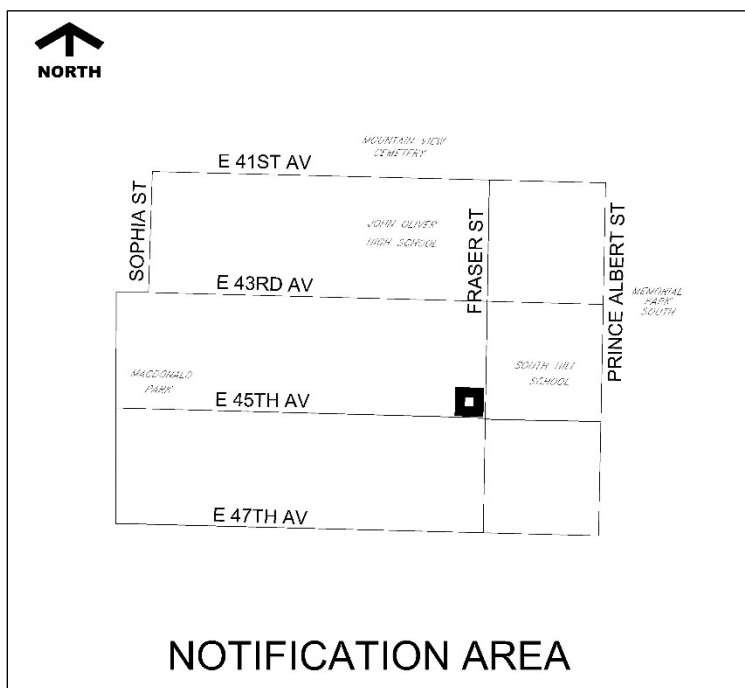 NORTH
MOUNTAIN VIEW
CEMETERY
E 41ST AV
SOPHIA ST
JOHN OLIVER
HIGH SCHOOL
FRASER ST
PRINCE ALBERT ST
E 43RD AV
MEMORIAL
PARK
SOUTH
MACDONALD
PARK
SOUTH HILL
SCHOOL
E 45TH AV
E 47TH AV
NOTIFICATION AREA